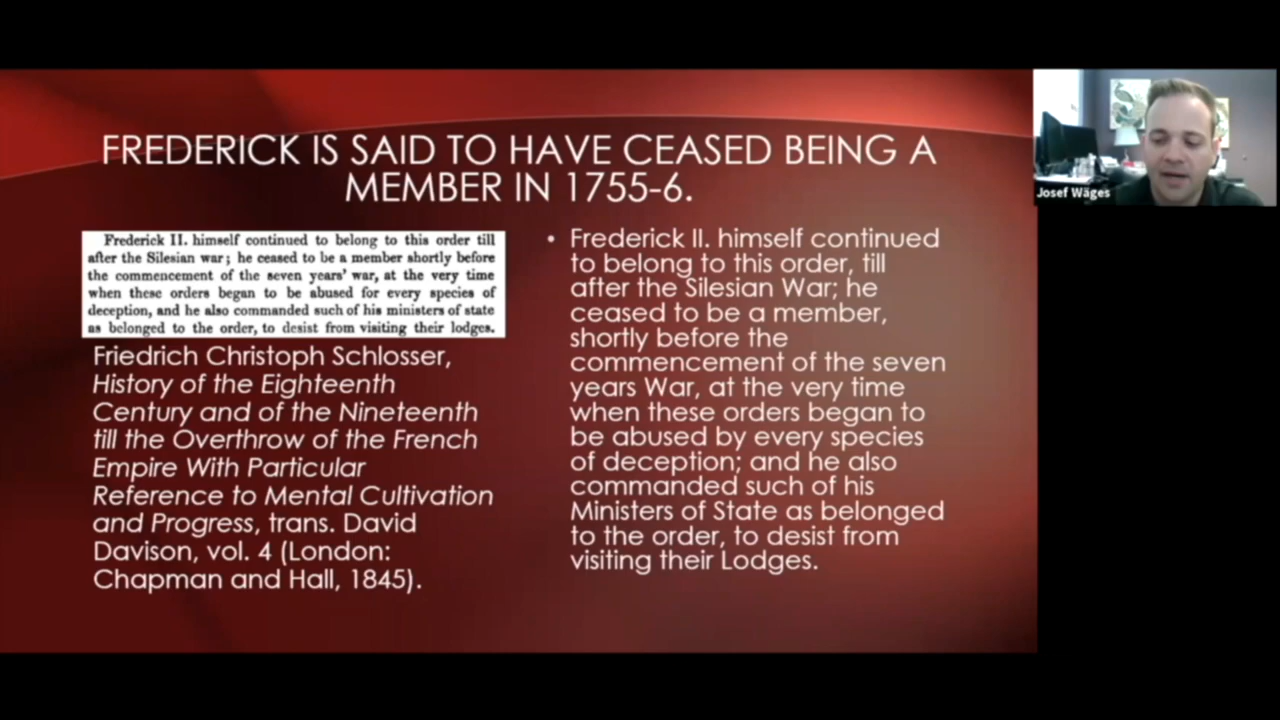 FREDERICK IS SAID TO HAVE CEASED BEING A
MEMBER IN 1755-6.
Frederick II. himself continued to belong to this order till
after the Silesian war; he ceased to be a member shortly before
the commencement of the seven years' war, at the very time
when these orders began to be abused for every species of
deception, and he also commanded such of his ministers of state
as belonged to the order, to desist from visiting their lodges.
Friedrich Christoph Schlosser,
History of the Eighteenth
Century and of the Nineteenth
till the Overthrow of the French
Empire With Particular
Reference to Mental Cultivation
and Progress, trans. David
Davison, vol. 4 (London:
Chapman and Hall, 1845).
• Frederick II. himself continued
to belong to this order, till
after the Silesian War; he
ceased to be a member,
shortly before the
commencement of the seven
years War, at the very time
when these orders began to
be abused by every species
of deception; and he also
commanded such of his
Ministers of State as belonged
to the order, to desist from
visiting their Lodges.
Josef Wäges